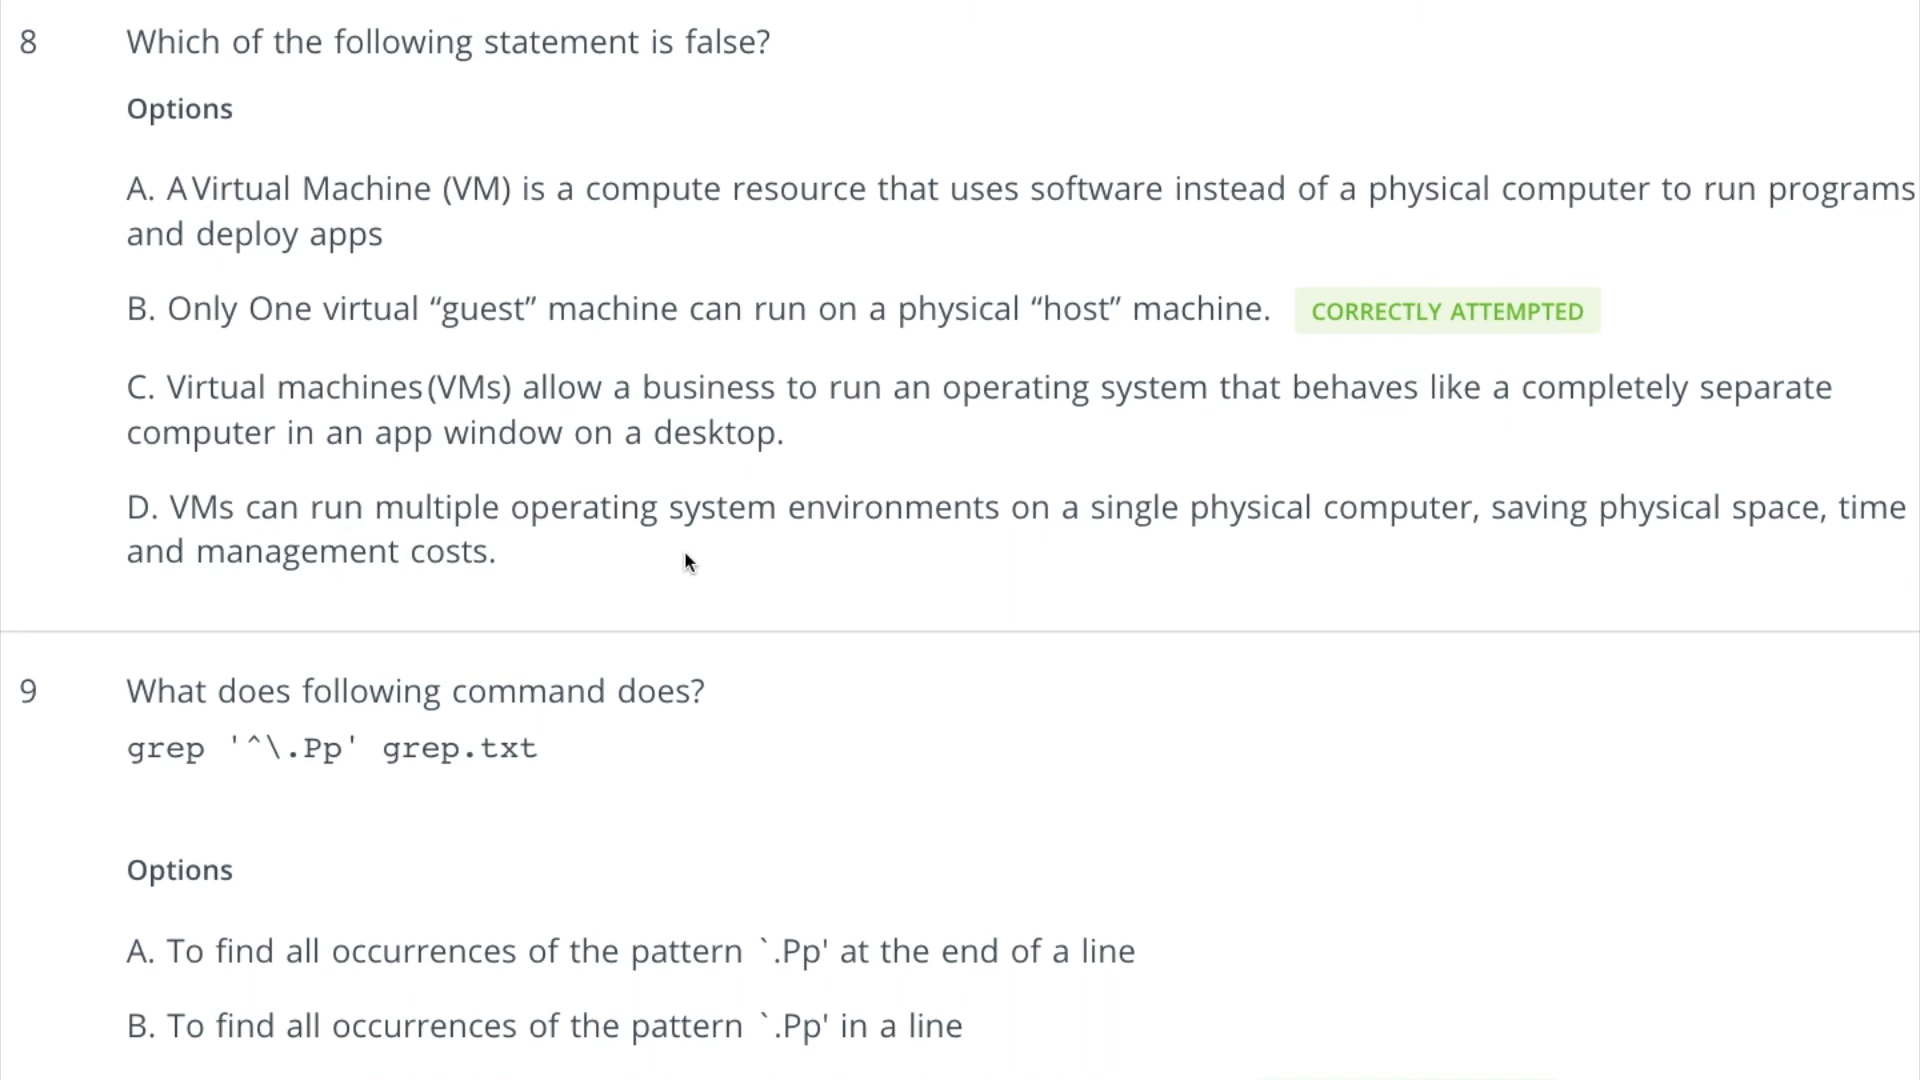 8 Which of the following statement is false?
Options
A. A Virtual Machine (VM) is a compute resource that uses software instead of a physical computer to run programs
and deploy apps
B. Only One virtual “guest” machine can run on a physical “host” machine. CORRECTLY ATTEMPTED
C. Virtual machines (VMs) allow a business to run an operating system that behaves like a completely separate
computer in an app window on a desktop.
D. VMs can run multiple operating system environments on a single physical computer, saving physical space, time
and management costs.
9 What does following command does?
grep '^\.Pp' grep.txt
Options
A. To find all occurrences of the pattern `.Pp' at the end of a line
B. To find all occurrences of the pattern `.Pp' in a line